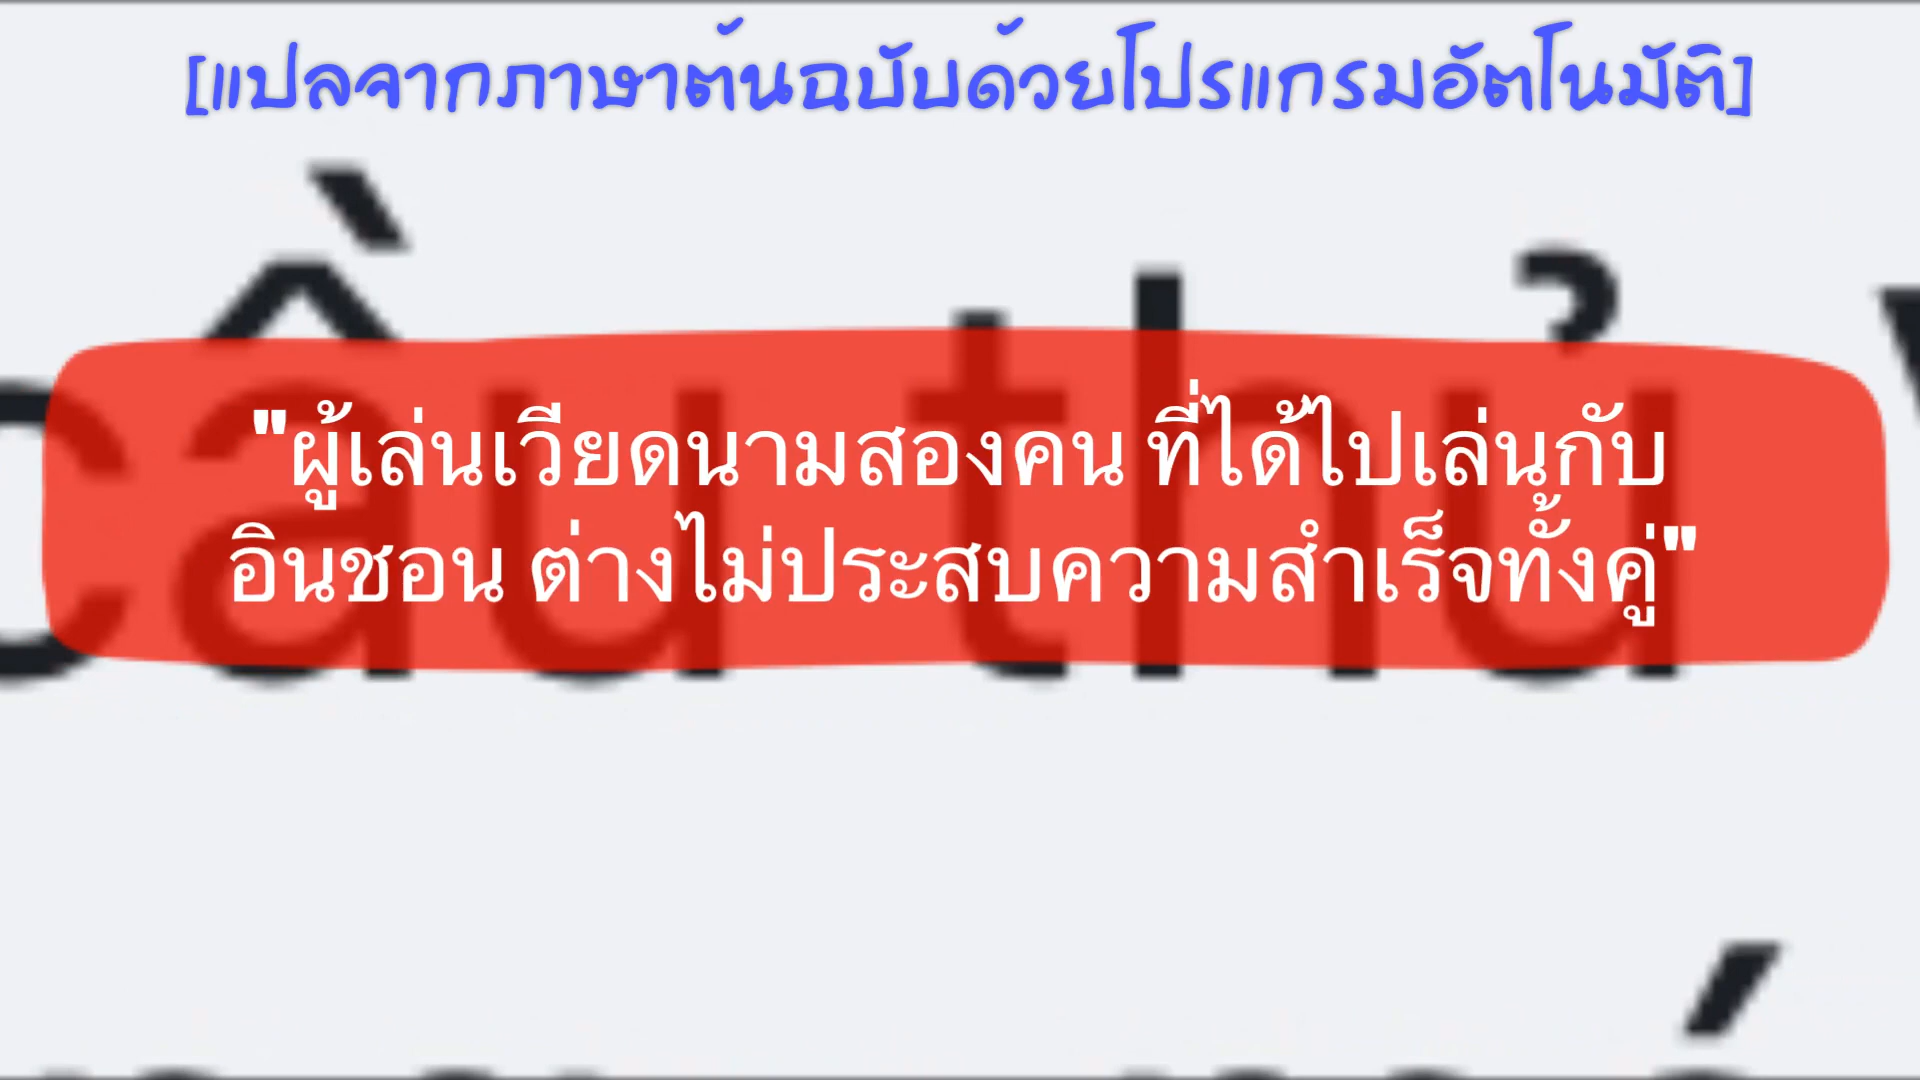 [แปลจากภาษาต้นฉบับด้วยโปรแกรมอัตโนมัติ]
"ผู้เล่นเวียดนามสองคน ที่ได้ไปเล่นกับ
อินชอน ต่างไม่ประสบความสำเร็จทั้งคู่"
cầu thủ